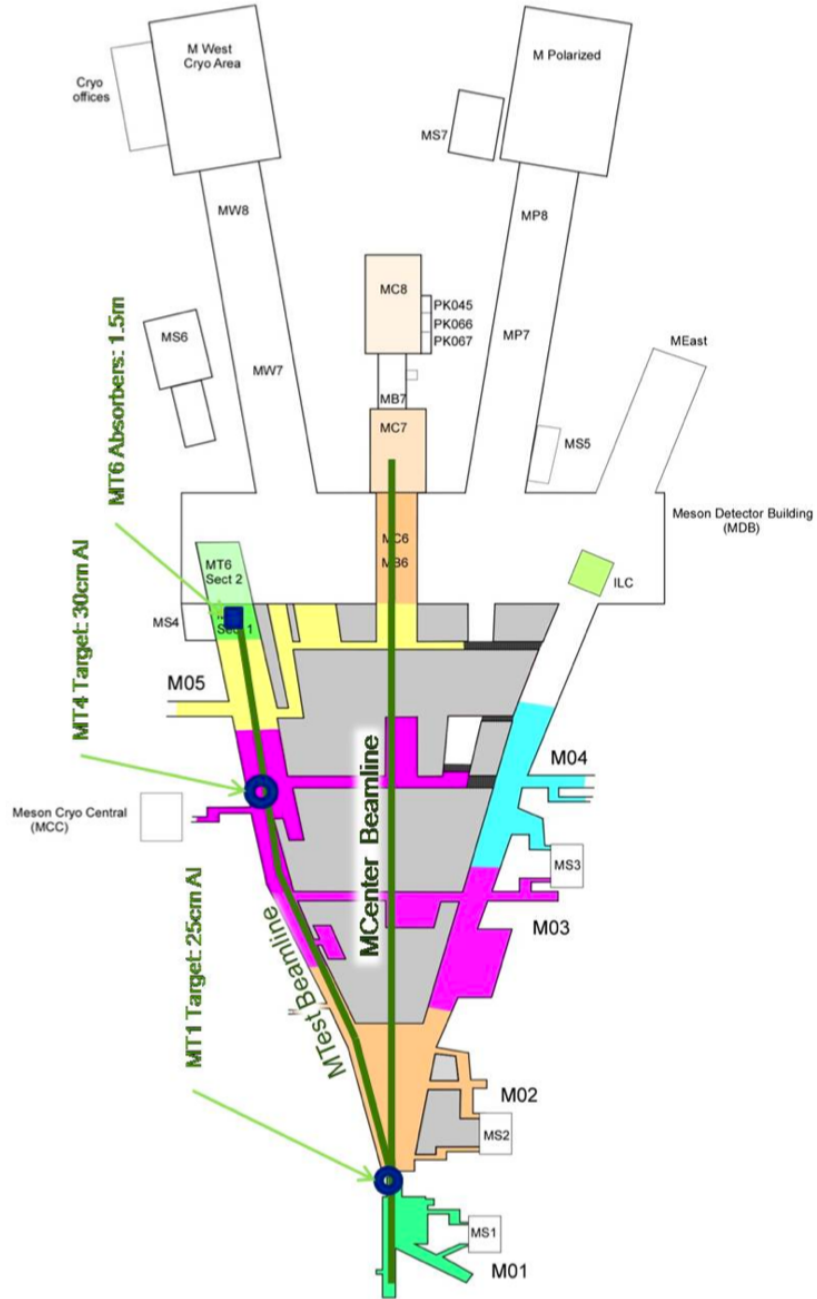 M West
Cryo Area
Cryo
offices
M Polarized
MS7
MW8
MP8
MC8
PK045
PK066
PK067
MS6
MP7
MEast
MW7
MB7
MC7
MS5
MT6 Absorbers: 1.5m
Meson Detector Building
(MDB)
MC6
MB6
MT6
Sect 2
ILC
MS4
Sect 1
MT4 Target: 30cm Al
M05
M04
Meson Cryo Central
(MCC)
MCenter Beamline
MS3
M03
MTest Beamline
MT1 Target: 25cm Al
M02
MS2
MS1
M01